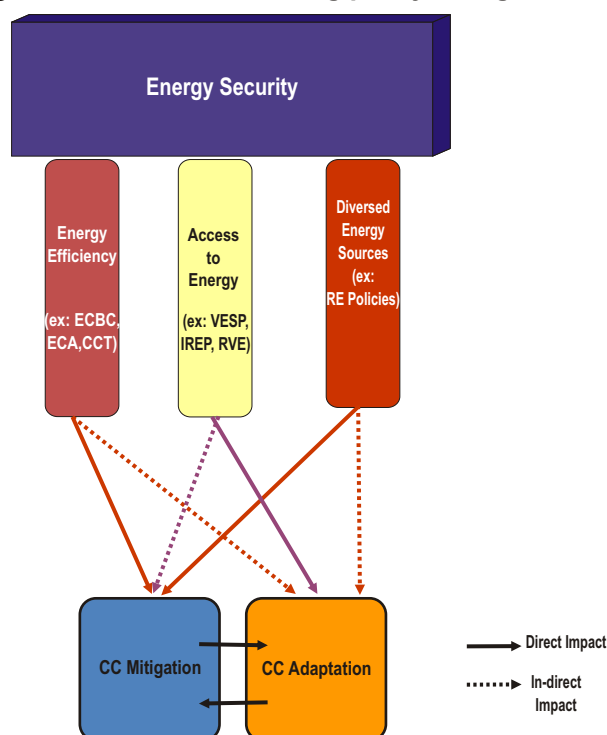 Energy Security
Energy
Efficiency
(ex: ECBC,
ECA,CCT)
Access
to
Energy
(ex: VESP,
IREP, RVE)
Diversed
Energy
Sources
(ex:
RE Policies)
CC Mitigation
CC Adaptation
Direct Impact
In-direct
Impact